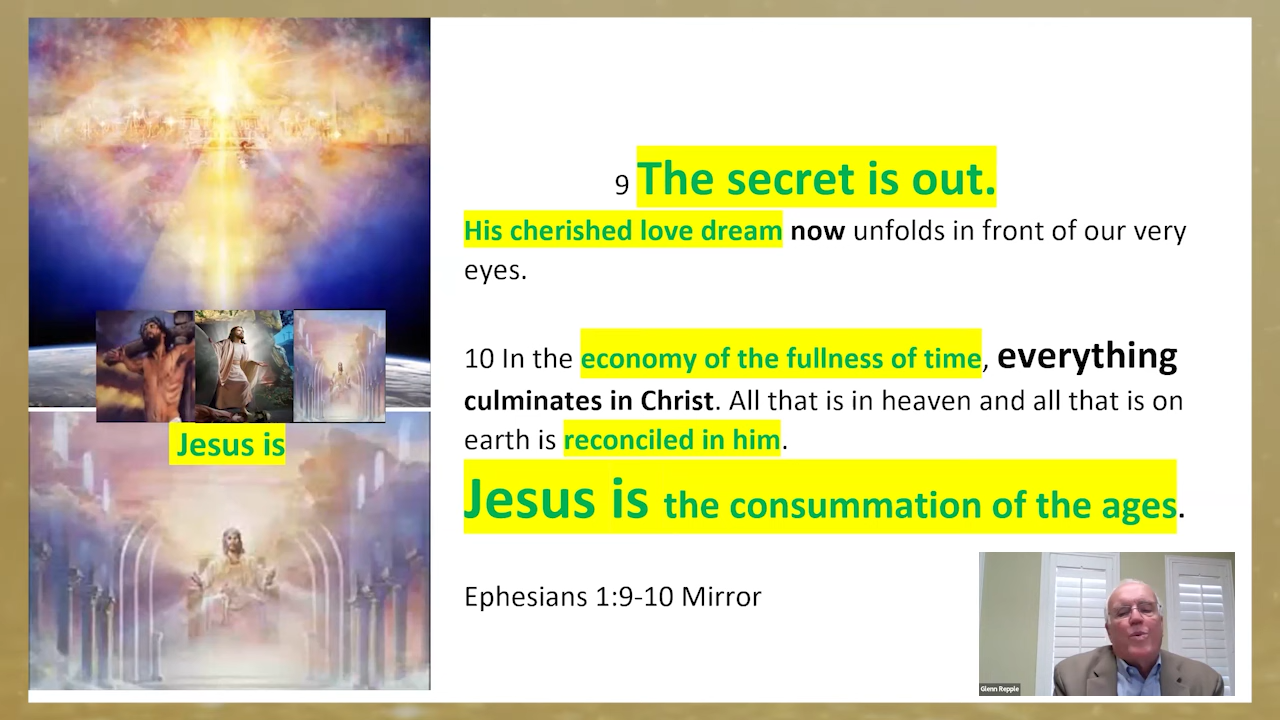 9 The secret is out.
His cherished love dream now unfolds in front of our very
eyes.
10 In the economy of the fullness of time, everything
culminates in Christ. All that is in heaven and all that is on
earth is reconciled in him.
Jesus is the consummation of the ages.
Ephesians 1:9-10 Mirror
Jesus is
Glenn Repple